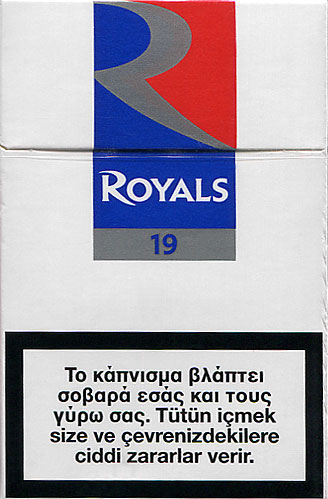 ROYALS
19
Το κάπνισμα βλάπτει
σοβαρά εσάς και τους
γύρω σας. Tütün içmek
size ve çevrenizdekilere
ciddi zararlar verir.